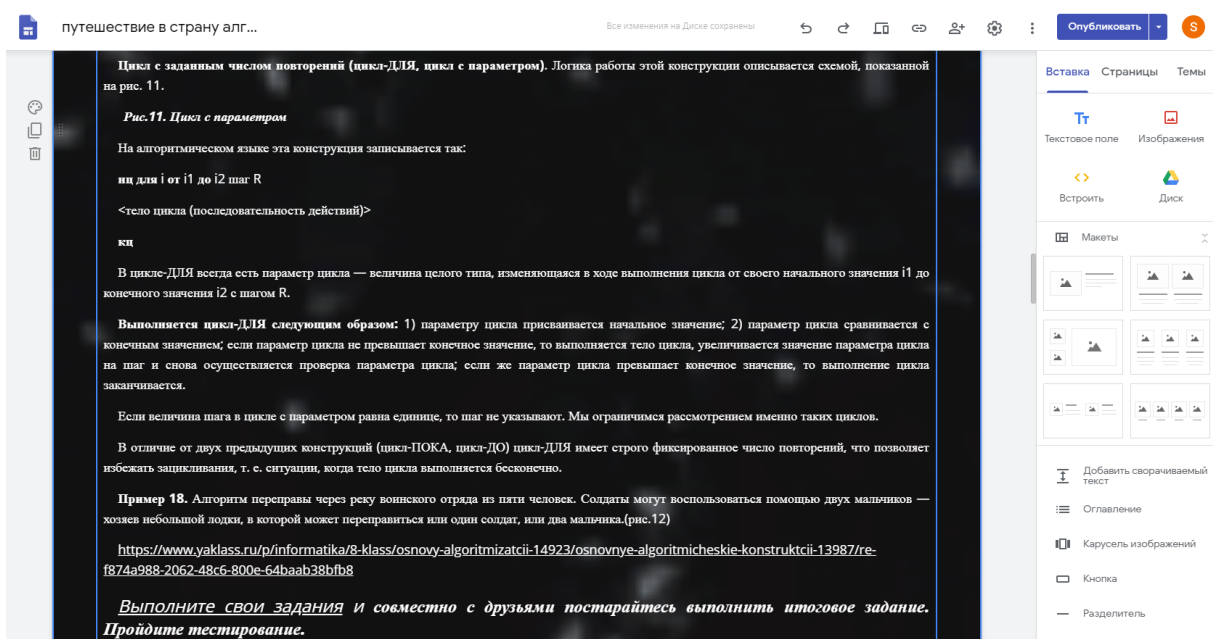 путешествие в страну алг...
Все изменения на Диске сохранены
Опубликовать
S
Цикл с заданным числом повторений (цикл-ДЛЯ, цикл с параметром). Логика работы этой конструкции описывается схемой, показанной
на рис. 11.
Рис.11. Цикл с параметром
На алгоритмическом языке эта конструкция записывается так:
нц для i от i1 до i2 шаг R
<тело цикла (последовательность действий)>
кц
В цикле-ДЛЯ всегда есть параметр цикла — величина целого типа, изменяющаяся в ходе выполнения цикла от своего начального значения i1 до
конечного значения i2 с шагом R.
Выполняется цикл-ДЛЯ следующим образом: 1) параметру цикла присваивается начальное значение; 2) параметр цикла сравнивается с
конечным значением; если параметр цикла не превышает конечное значение, то выполняется тело цикла, увеличивается значение параметра цикла
на шаг и снова осуществляется проверка параметра цикла; если же параметр цикла превышает конечное значение, то выполнение цикла
заканчивается.
Если величина шага в цикле с параметром равна единице, то шаг не указывают. Мы ограничимся рассмотрением именно таких циклов.
В отличие от двух предыдущих конструкций (цикл-ПОКА, цикл-ДО) цикл-ДЛЯ имеет строго фиксированное число повторений, что позволяет
избежать зацикливания, т. е. ситуации, когда тело цикла выполняется бесконечно.
Пример 18. Алгоритм переправы через реку воинского отряда из пяти человек. Солдаты могут воспользоваться помощью двух мальчиков —
хозяев небольшой лодки, в которой может переправиться или один солдат, или два мальчика.(рис.12)
https://www.yaklass.ru/p/informatika/8-klass/osnovy-algoritmizatcii-14923/osnovnye-algoritmicheskie-konstruktcii-13987/re-
f874a988-2062-48c6-800e-64baab38bfb8
Выполните свои задания и совместно с друзьями постарайтесь выполнить итоговое задание.
Пройдите тестирование.
Вставка Страницы Темы
Tт
Текстовое поле Изображения
Встроить Диск
Макеты
Добавить сворачиваемый
текст
Оглавление
Карусель изображений
Кнопка
Разделитель